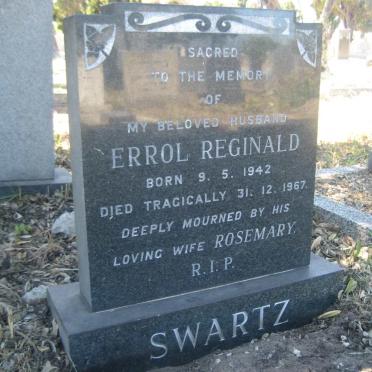 SACRED
TO THE MEMORY
OF
MY BELOVED HUSBAND
ERROL REGINALD
BORN 9. 5. 1942
DIED TRAGICALLY 31. 12. 1967.
DEEPLY MOURNED BY HIS
LOVING WIFE ROSEMARY.
R.I.P.
SWARTZ